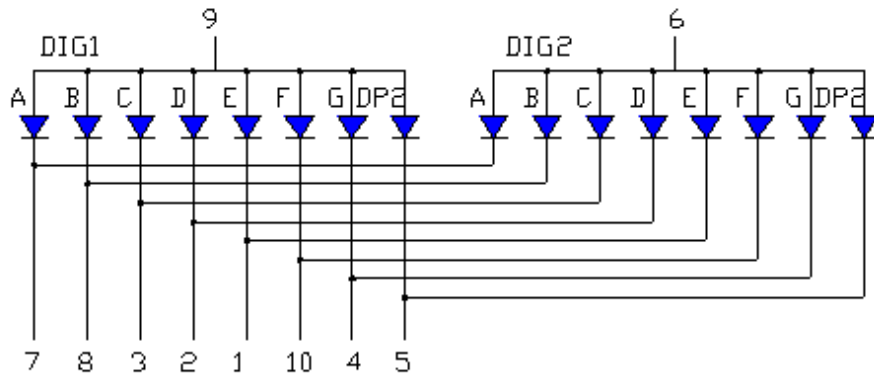 9 6
DIG1 DIG2
A B C D E F G DP2 A B C D E F G DP2
7 8 3 2 1 10 4 5